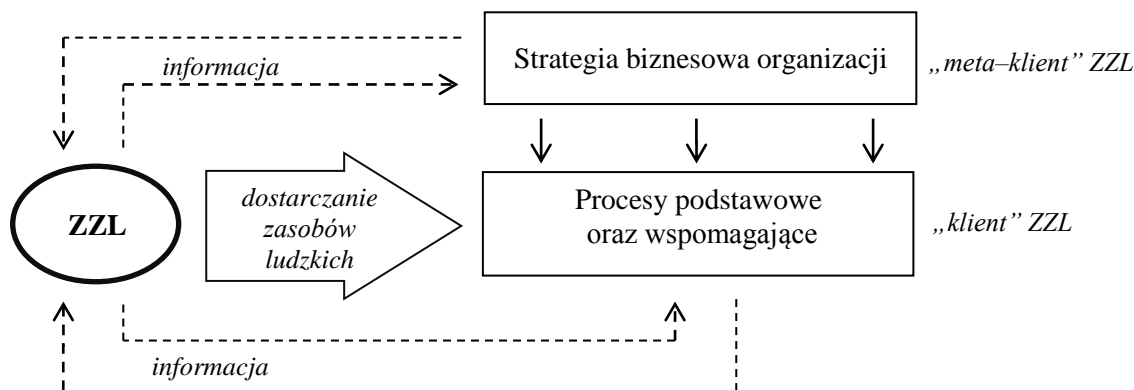 Strategia biznesowa organizacji
„meta–klient” ZZL
informacja
ZZL
dostarczanie
zasobów
ludzkich
Procesy podstawowe
oraz wspomagające
„klient” ZZL
informacja